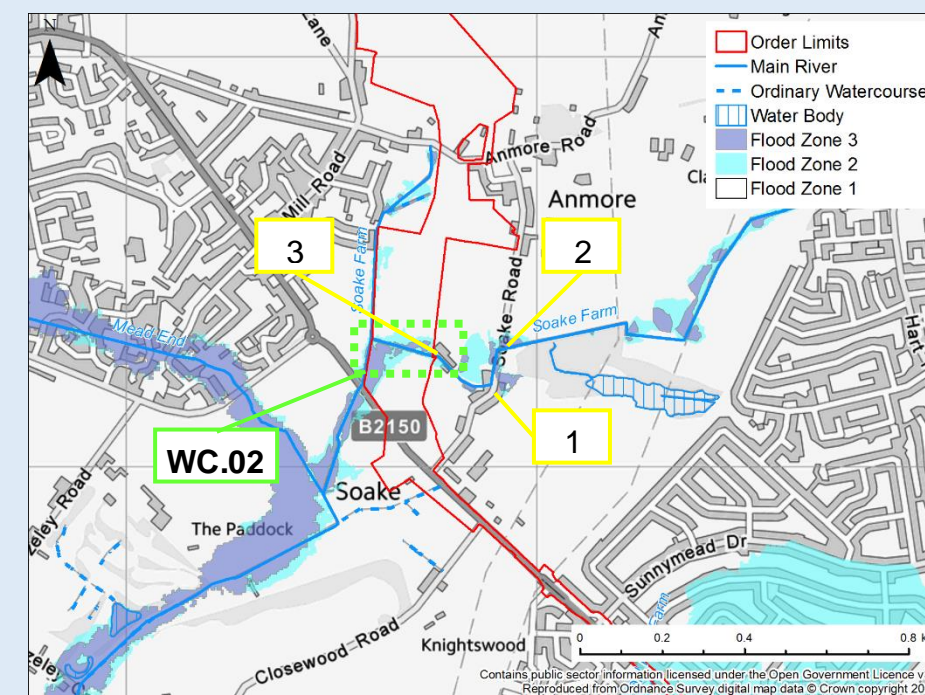 N
Lane
Order Limits
Main River
Ordinary Watercourse
Water Body
Flood Zone 3
Flood Zone 2
Flood Zone 1
Anmore Road
Mill Road
Anmore
3
2
Soake Farm
Soake Road
Soake Farm
Mead End
Hart
B2150
1
WC.02
Soake
The Paddock
Sunnymead Dr
Closewood Road
Knightswood
0 0.2 0.4 0.8 k
Contains public sector information licensed under the Open Government Licence v
Reproduced from Ordnance Survey digital map data © Crown copyright 20